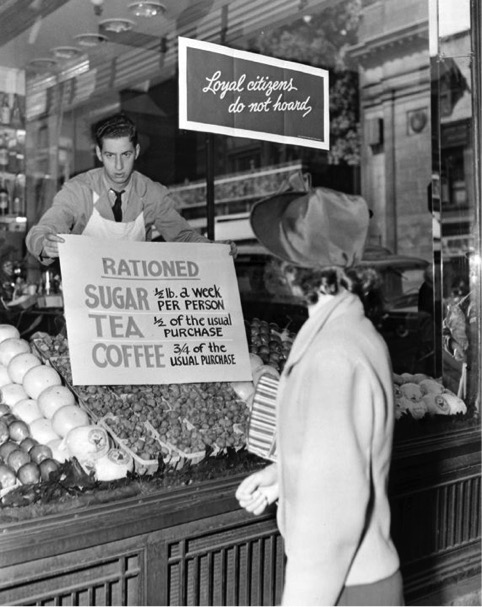 Loyal citizens
do not hoard
RATIONED
SUGAR ½ lb. a week
PER PERSON
TEA ½ of the usual
PURCHASE
COFFEE 3/4 of the
USUAL PURCHASE